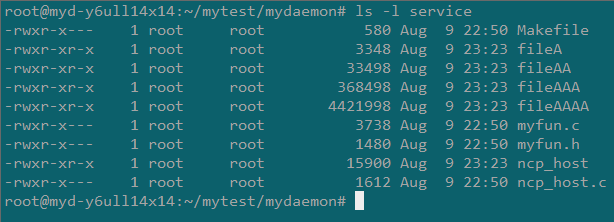 root@myd-y6ull14x14:~/mytest/mydaemon# ls -l service
-rwxr-x--- 1 root root 580 Aug 9 22:50 Makefile
-rwxr-xr-x 1 root root 3348 Aug 9 23:23 fileA
-rwxr-xr-x 1 root root 33498 Aug 9 23:23 fileAA
-rwxr-xr-x 1 root root 368498 Aug 9 23:23 fileAAA
-rwxr-xr-x 1 root root 4421998 Aug 9 23:23 fileAAAA
-rwxr-x--- 1 root root 3738 Aug 9 22:50 myfun.c
-rwxr-x--- 1 root root 1480 Aug 9 22:50 myfun.h
-rwxr-xr-x 1 root root 15900 Aug 9 23:23 ncp_host
-rwxr-x--- 1 root root 1612 Aug 9 22:50 ncp_host.c
root@myd-y6ull14x14:~/mytest/mydaemon#